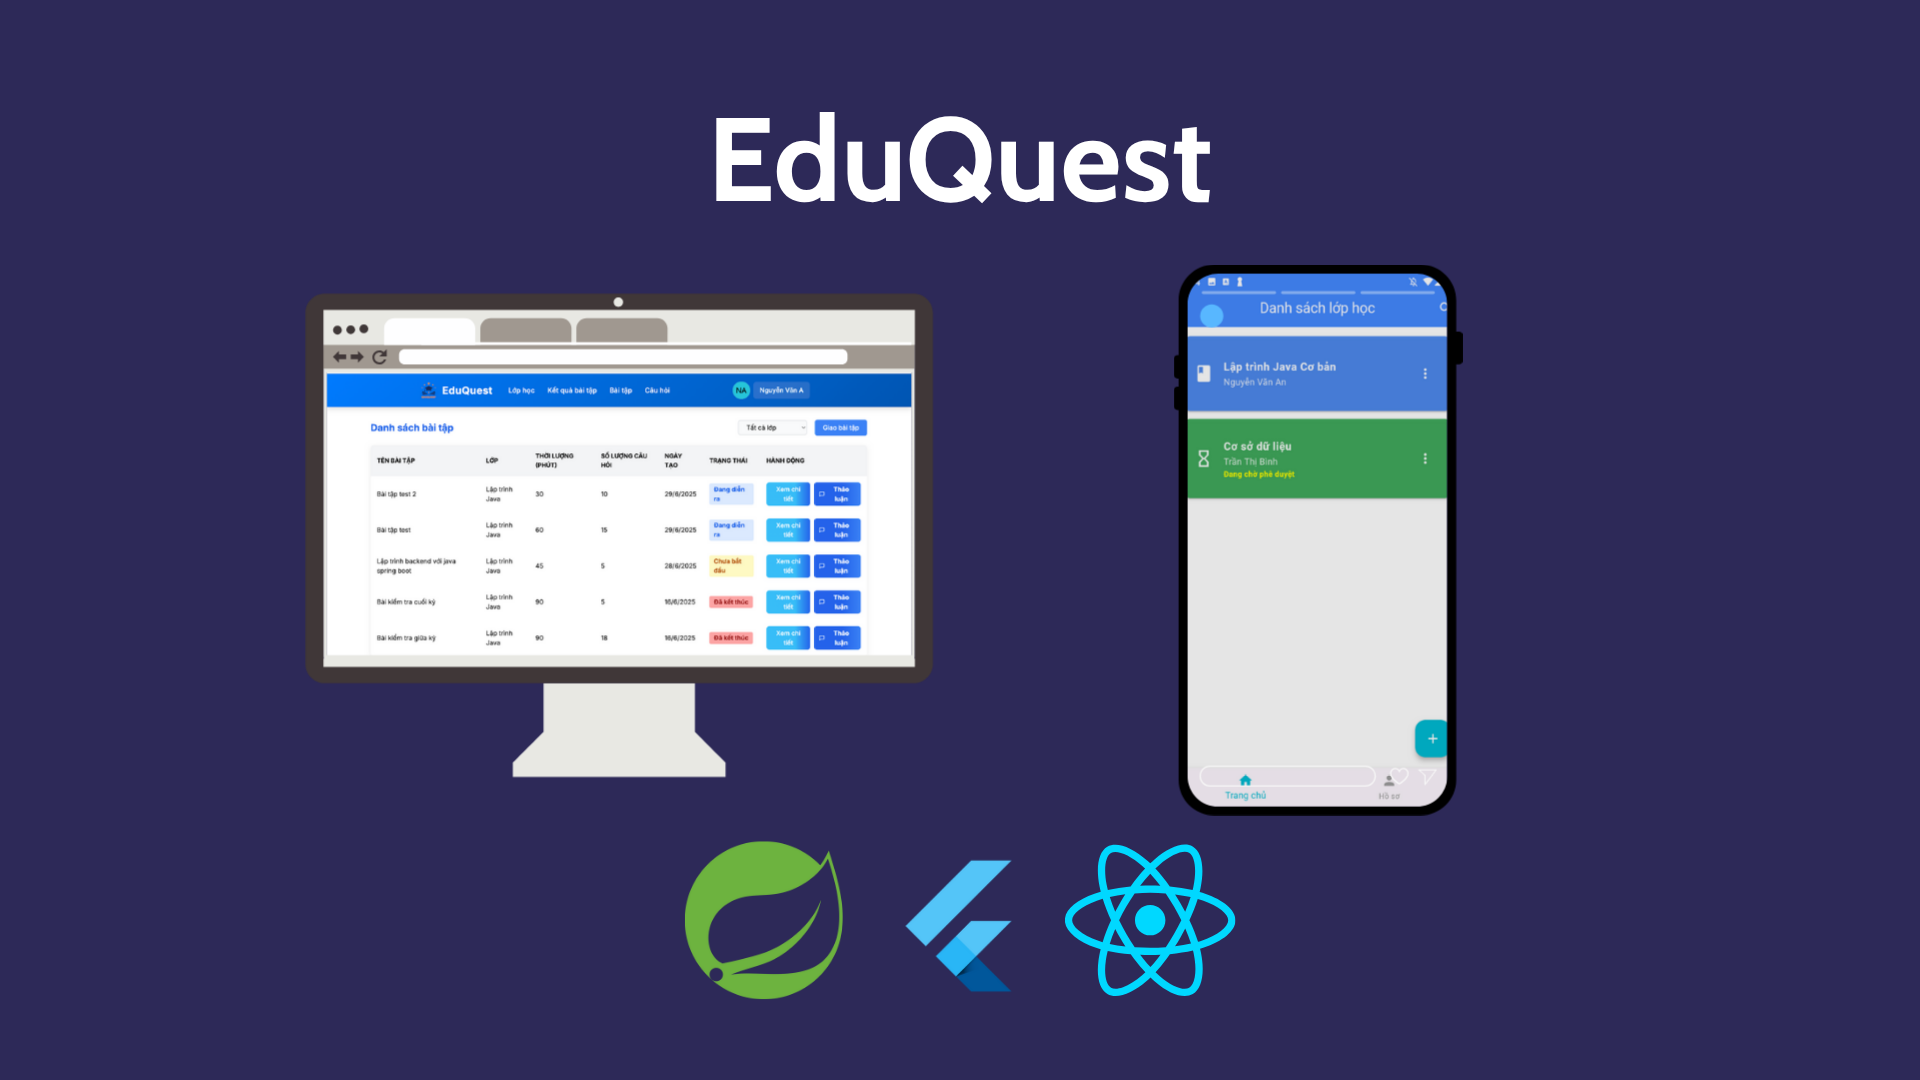 EduQuest
EduQuest
Lớp học
Kết quả bài tập
Bài tập
Câu hỏi
NA
Nguyễn Văn A
Danh sách bài tập
Tất cả lớp
Giao bài tập
TÊN BÀI TẬP
LỚP
THỜI LƯỢNG
(PHÚT)
SỐ LƯỢNG CÂU
HỎI
NGÀY
TẠO
TRẠNG THÁI
HÀNH ĐỘNG
Bài tập test 2
Lập trình
Java
30
10
29/6/2025
Đang diễn
ra
Xem chi
tiết
Thảo
luận
Bài tập test
Lập trình
Java
60
15
29/6/2025
Đang diễn
ra
Xem chi
tiết
Thảo
luận
Lập trình backend với java
spring boot
Lập trình
Java
45
5
28/6/2025
Chưa bắt
đầu
Xem chi
tiết
Thảo
luận
Bài kiểm tra cuối kỳ
Lập trình
Java
90
5
16/6/2025
Đã kết thúc
Xem chi
tiết
Thảo
luận
Bài kiểm tra giữa kỳ
Lập trình
Java
90
18
16/6/2025
Đã kết thúc
Xem chi
tiết
Thảo
luận
Danh sách lớp học
Lập trình Java Cơ bản
Nguyễn Văn An
Cơ sở dữ liệu
Trần Thị Bình
Đang chờ phê duyệt
Trang chủ
Hồ sơ